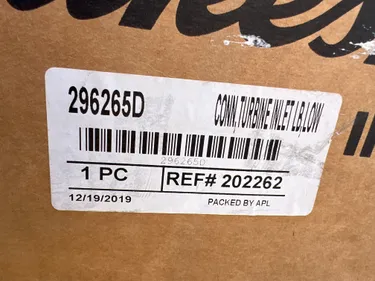 296265D
CONN,TURBINE INLET LB,LOW
296265D
1 PC
REF# 202262
12/19/2019
PACKED BY APL